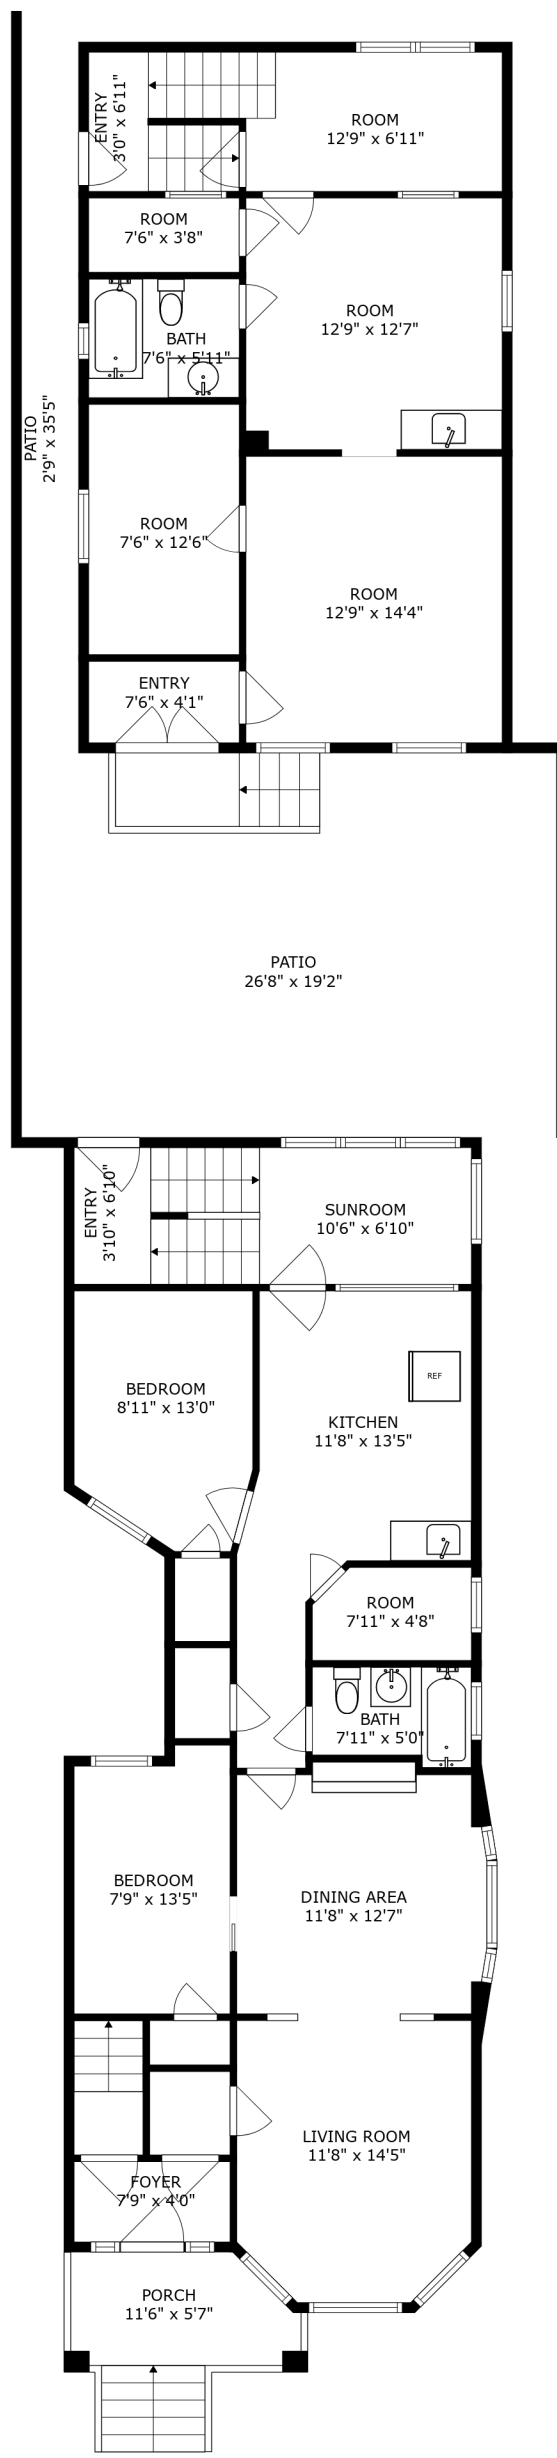 ENTRY
3'0" x 6'11"
ROOM
12'9" x 6'11"
ROOM
7'6" x 3'8"
ROOM
12'9" x 12'7"
BATH
7'6" x 5'11"
PATIO
2'9" x 35'5"
ROOM
7'6" x 12'6"
ROOM
12'9" x 14'4"
ENTRY
7'6" x 4'1"
PATIO
26'8" x 19'2"
ENTRY
3'10" x 6'10"
SUNROOM
10'6" x 6'10"
BEDROOM
8'11" x 13'0"
REF
KITCHEN
11'8" x 13'5"
ROOM
7'11" x 4'8"
BATH
7'11" x 5'0"
BEDROOM
7'9" x 13'5"
DINING AREA
11'8" x 12'7"
LIVING ROOM
11'8" x 14'5"
FOYER
7'9" x 4'0"
PORCH
11'6" x 5'7"